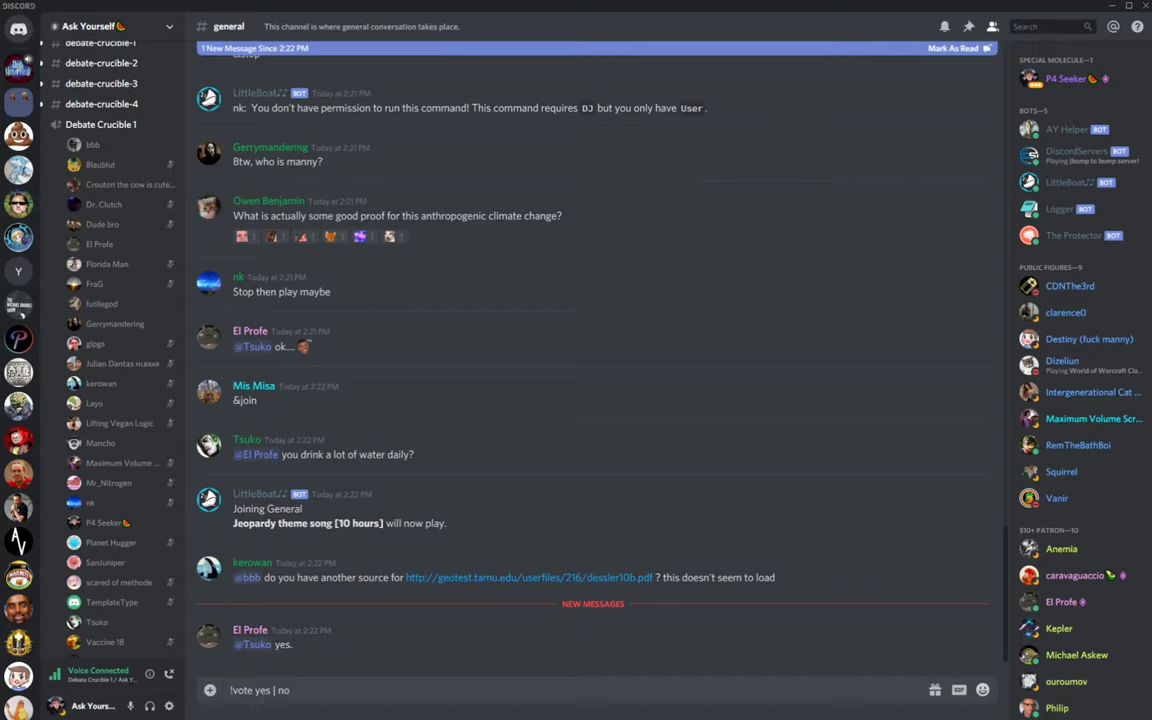 DISCORD
Ask Yourself
# general
This channel is where general conversation takes place.
Search
1 New Message Since 2:22 PM
Mark As Read
# debate-crucible-1
# debate-crucible-2
# debate-crucible-3
# debate-crucible-4
Debate Crucible 1
bbb
Blaublut
Crouton the cow is cute...
Dr. Clutch
Dude bro
El Profe
Florida Man
FraG
futilegod
Gerrymandering
glpgs
Julian Dantas NLBRAR
kerowan
Layo
Lifting Vegan Logic
Mancho
Maximum Volume ...
Mr_Nitrogen
nk
P4 Seeker
Planet Hugger
SanJuniper
scared of methode
TemplateType
Tsuko
Vaccine 18
Voice Connected
Debate Crucible 1 / Ask Y...
Ask Yours...
Y
LittleBoat♪♪ BOT Today at 2:21 PM
nk: You don't have permission to run this command! This command requires DJ but you only have User.
Gerrymandering Today at 2:21 PM
Btw, who is manny?
Owen Benjamin Today at 2:21 PM
What is actually some good proof for this anthropogenic climate change?
1 1 1 1 1 1
nk Today at 2:21 PM
Stop then play maybe
El Profe Today at 2:21 PM
@Tsuko ok....
Mis Misa Today at 2:22 PM
&join
Tsuko Today at 2:22 PM
@El Profe you drink a lot of water daily?
LittleBoat♪♪ BOT Today at 2:22 PM
Joining General
Jeopardy theme song [10 hours] will now play.
kerowan Today at 2:22 PM
@bbb do you have another source for http://geotest.tamu.edu/userfiles/216/dessler10b.pdf ? this doesn't seem to load
NEW MESSAGES
El Profe Today at 2:22 PM
@Tsuko yes.
!vote yes | no
GIF
SPECIAL MOLECULE—1
P4 Seeker
BOTS—5
AY Helper BOT
DiscordServers BOT
Playing !bump to bump server!
LittleBoat♪♪ BOT
Logger BOT
The Protector BOT
PUBLIC FIGURES—9
CDNThe3rd
clarence0
Destiny (fuck manny)
Dizeliun
Playing World of Warcraft Cla...
Intergenerational Cat ...
Maximum Volume Scr...
RemTheBathBoi
Squirrel
Vanir
$10+ PATRON—10
Anemia
caravaguaccio
El Profe
Kepler
Michael Askew
ouroumov
Philip